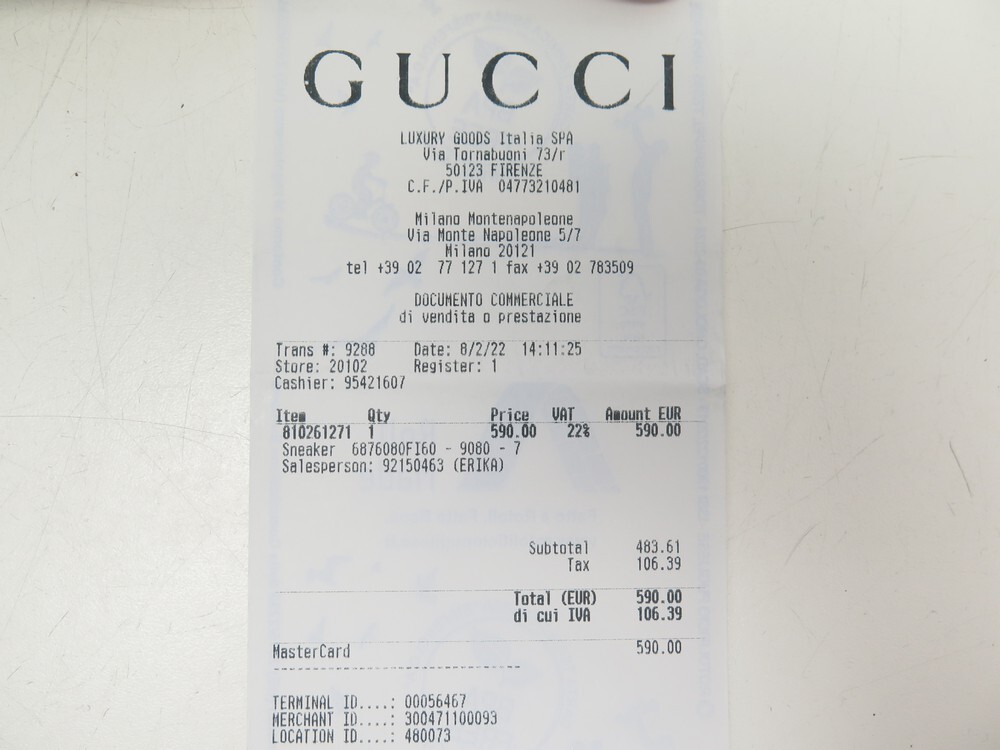 GUCCI
LUXURY GOODS Italia SPA
Via Tornabuoni 73/r
50123 FIRENZE
C.F./P.IVA 04773210481
Milano Montenapoleone
Via Monte Napoleone 5/7
Milano 20121
tel +39 02 77 127 1 fax +39 02 783509
DOCUMENTO COMMERCIALE
di vendita o prestazione
Trans #: 9288 Date: 8/2/22 14:11:25
Store: 20102 Register: 1
Cashier: 95421607
Item Qty Price VAT Amount EUR
810261271 1 590.00 22% 590.00
Sneaker 6876080FI60 - 9080 - 7
Salesperson: 92150463 (ERIKA)
Subtotal 483.61
Tax 106.39
Total (EUR) 590.00
di cui IVA 106.39
MasterCard 590.00
--------------------------------
TERMINAL ID....: 00056467
MERCHANT ID....: 300471100093
LOCATION ID....: 480073